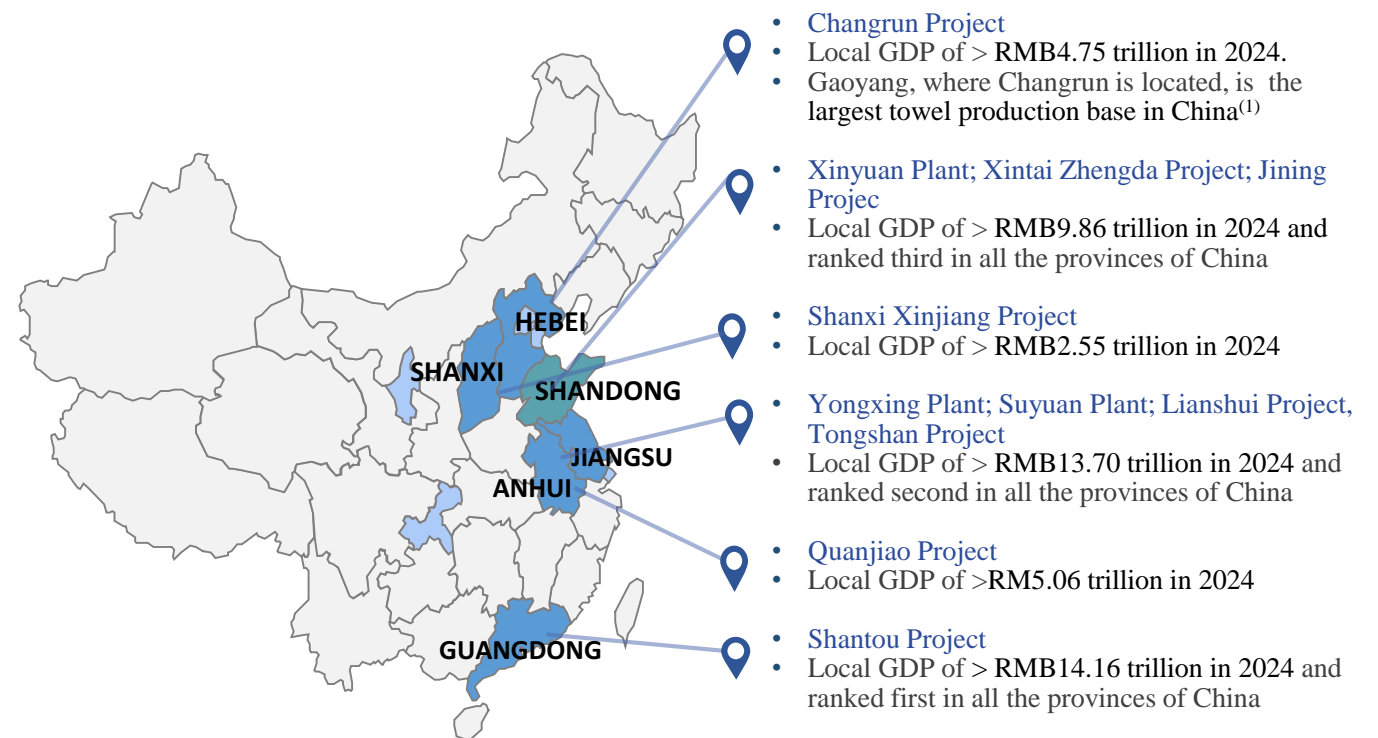 HEBEI
SHANXI
SHANDONG
JIANGSU
ANHUI
GUANGDONG
• Changrun Project
• Local GDP of > RMB4.75 trillion in 2024.
• Gaoyang, where Changrun is located, is the
largest towel production base in China(1)
• Xinyuan Plant; Xintai Zhengda Project; Jining
Projec
• Local GDP of > RMB9.86 trillion in 2024 and
ranked third in all the provinces of China
• Shanxi Xinjiang Project
• Local GDP of > RMB2.55 trillion in 2024
• Yongxing Plant; Suyuan Plant; Lianshui Project,
Tongshan Project
• Local GDP of > RMB13.70 trillion in 2024 and
ranked second in all the provinces of China
• Quanjiao Project
• Local GDP of >RM5.06 trillion in 2024
• Shantou Project
• Local GDP of > RMB14.16 trillion in 2024 and
ranked first in all the provinces of China